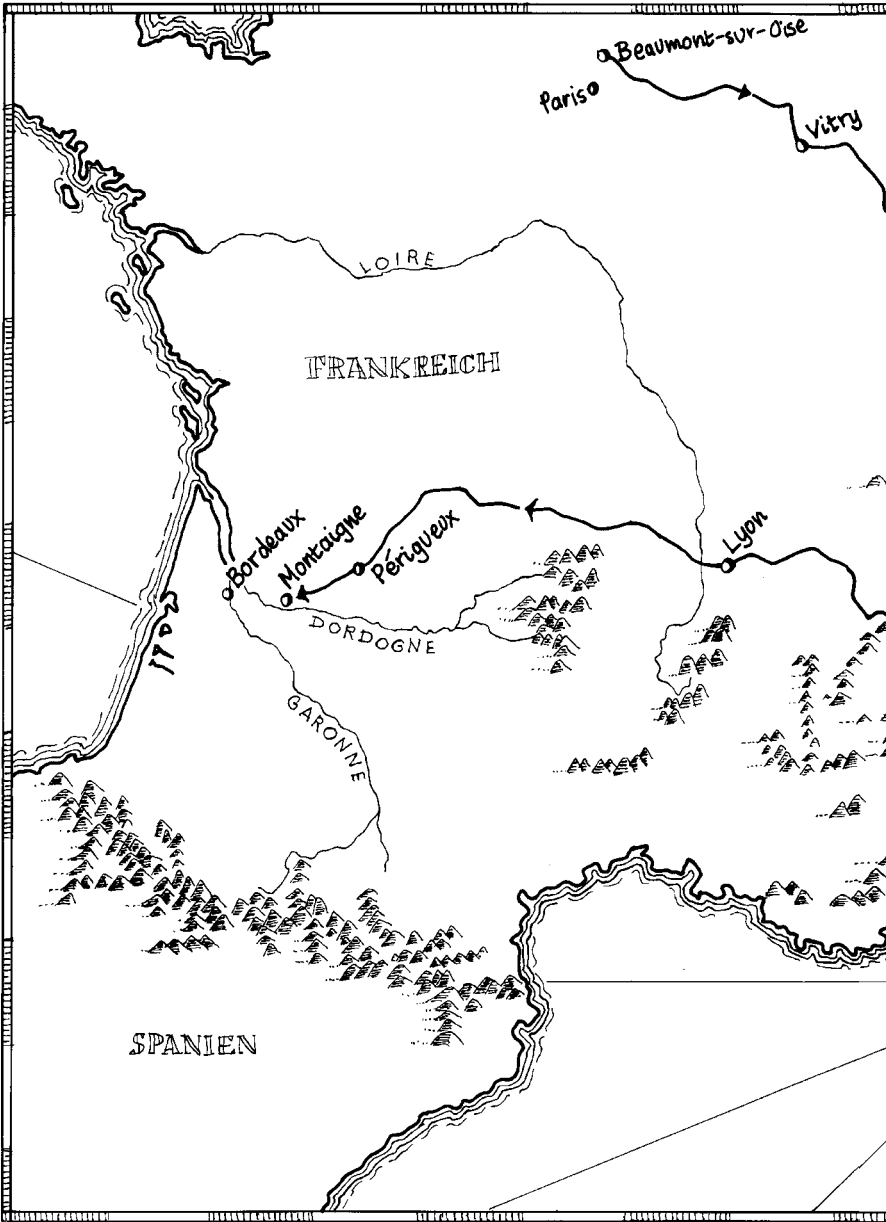 Beaumont-sur-Oise
Paris
Vitry
LOIRE
FRANKREICH
Bordeaux
Montaigne
Périgueux
Lyon
DORDOGNE
GARONNE
SPANIEN